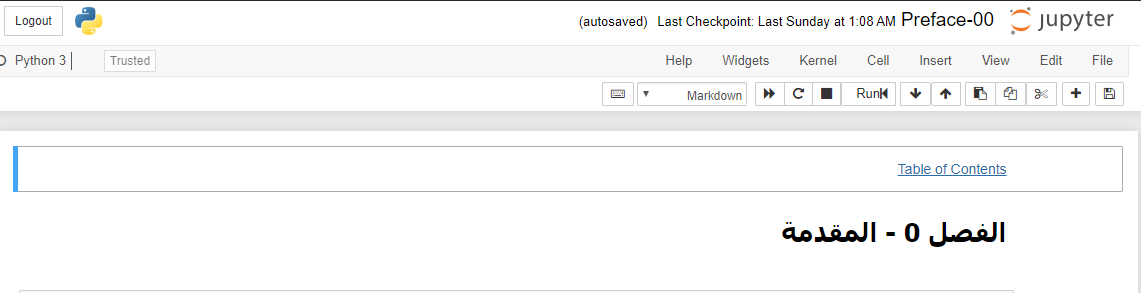 Logout (autosaved) Last Checkpoint: Last Sunday at 1:08 AM Preface-00 jupyter
Python 3 Trusted Help Widgets Kernel Cell Insert View Edit File
Markdown Run
Table of Contents
الفصل 0 - المقدمة